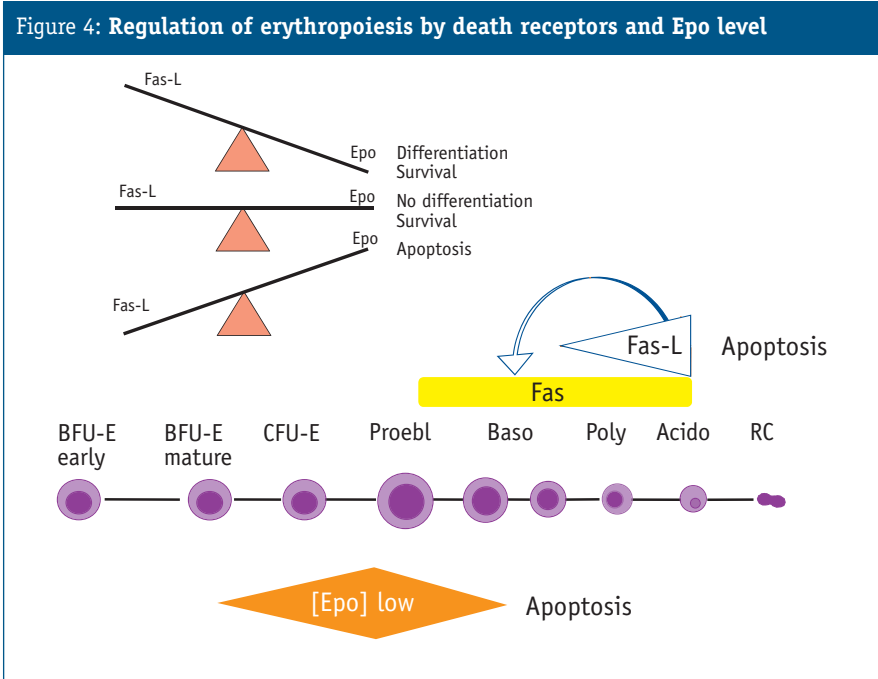 Figure 4: Regulation of erythropoiesis by death receptors and Epo level
Fas-L
Epo Differentiation
Survival
Fas-L
Epo No differentiation
Survival
Epo Apoptosis
Fas-L
Fas-L Apoptosis
Fas
BFU-E BFU-E CFU-E Proebl Baso Poly Acido RC
early mature
[Epo] low Apoptosis